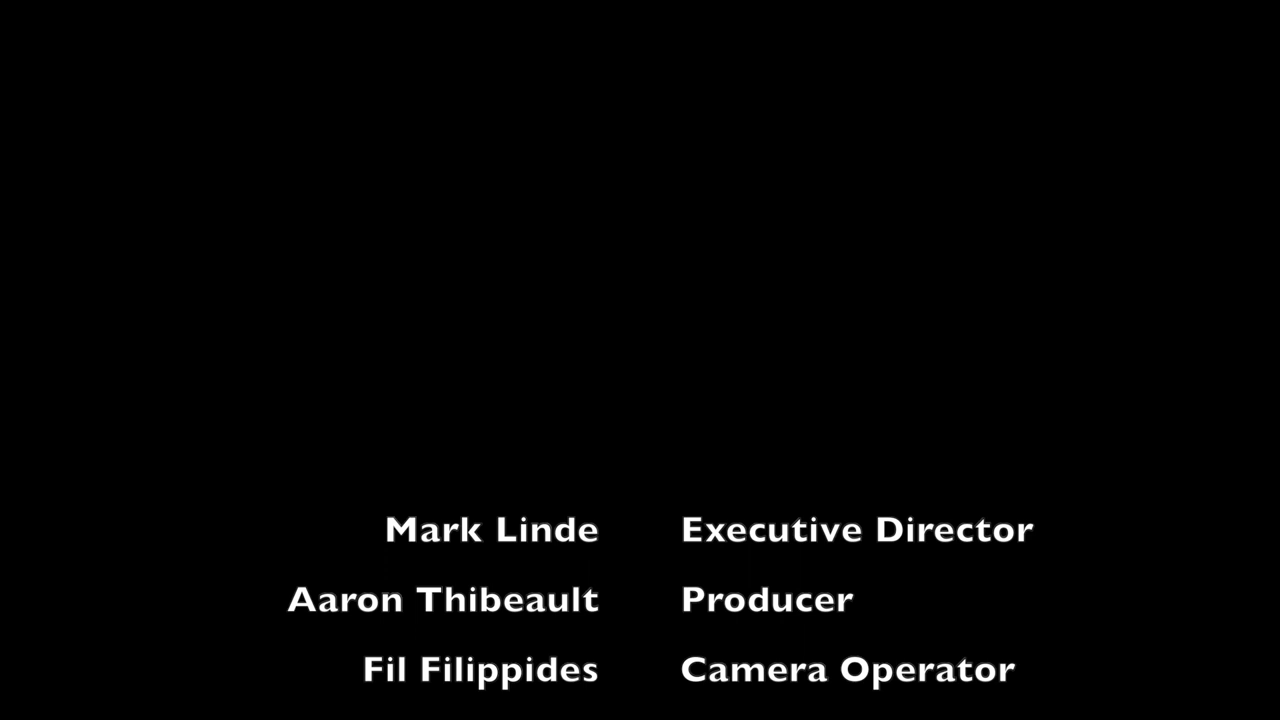 Mark Linde Executive Director
Aaron Thibeault Producer
Fil Filippides Camera Operator